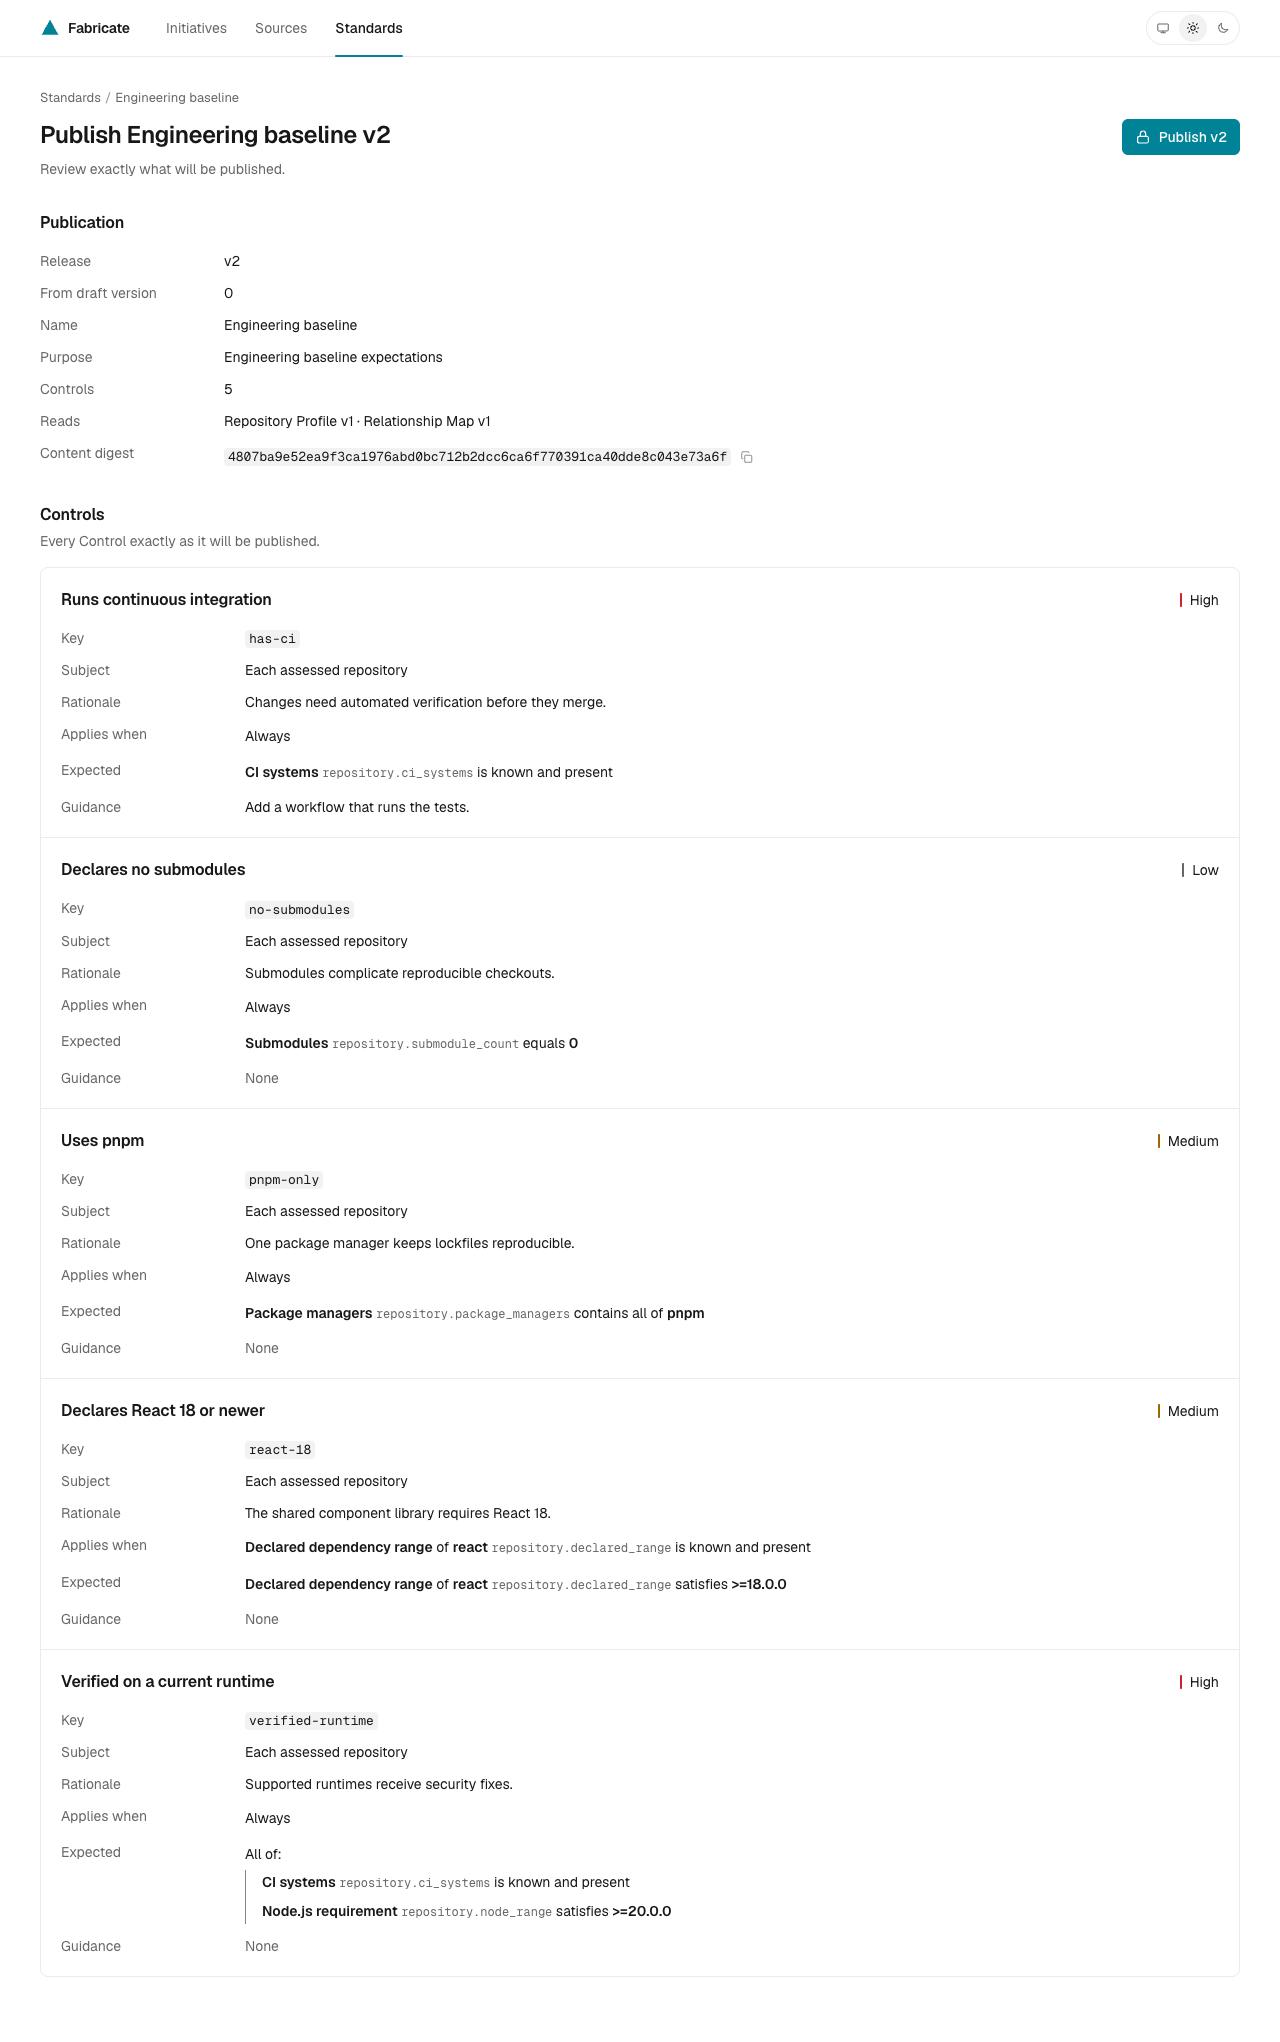 Fabricate Initiatives Sources Standards
Standards / Engineering baseline
Publish Engineering baseline v2
Publish v2
Review exactly what will be published.
Publication
Release v2
From draft version 0
Name Engineering baseline
Purpose Engineering baseline expectations
Controls 5
Reads Repository Profile v1 · Relationship Map v1
Content digest 4807ba9e52ea9f3ca1976abd0bc712b2dcc6ca6f770391ca40dde8c043e73a6f
Controls
Every Control exactly as it will be published.
Runs continuous integration High
Key has-ci
Subject Each assessed repository
Rationale Changes need automated verification before they merge.
Applies when Always
Expected CI systems repository.ci_systems is known and present
Guidance Add a workflow that runs the tests.
Declares no submodules Low
Key no-submodules
Subject Each assessed repository
Rationale Submodules complicate reproducible checkouts.
Applies when Always
Expected Submodules repository.submodule_count equals 0
Guidance None
Uses pnpm Medium
Key pnpm-only
Subject Each assessed repository
Rationale One package manager keeps lockfiles reproducible.
Applies when Always
Expected Package managers repository.package_managers contains all of pnpm
Guidance None
Declares React 18 or newer Medium
Key react-18
Subject Each assessed repository
Rationale The shared component library requires React 18.
Applies when Declared dependency range of react repository.declared_range is known and present
Expected Declared dependency range of react repository.declared_range satisfies >=18.0.0
Guidance None
Verified on a current runtime High
Key verified-runtime
Subject Each assessed repository
Rationale Supported runtimes receive security fixes.
Applies when Always
Expected All of:
CI systems repository.ci_systems is known and present
Node.js requirement repository.node_range satisfies >=20.0.0
Guidance None